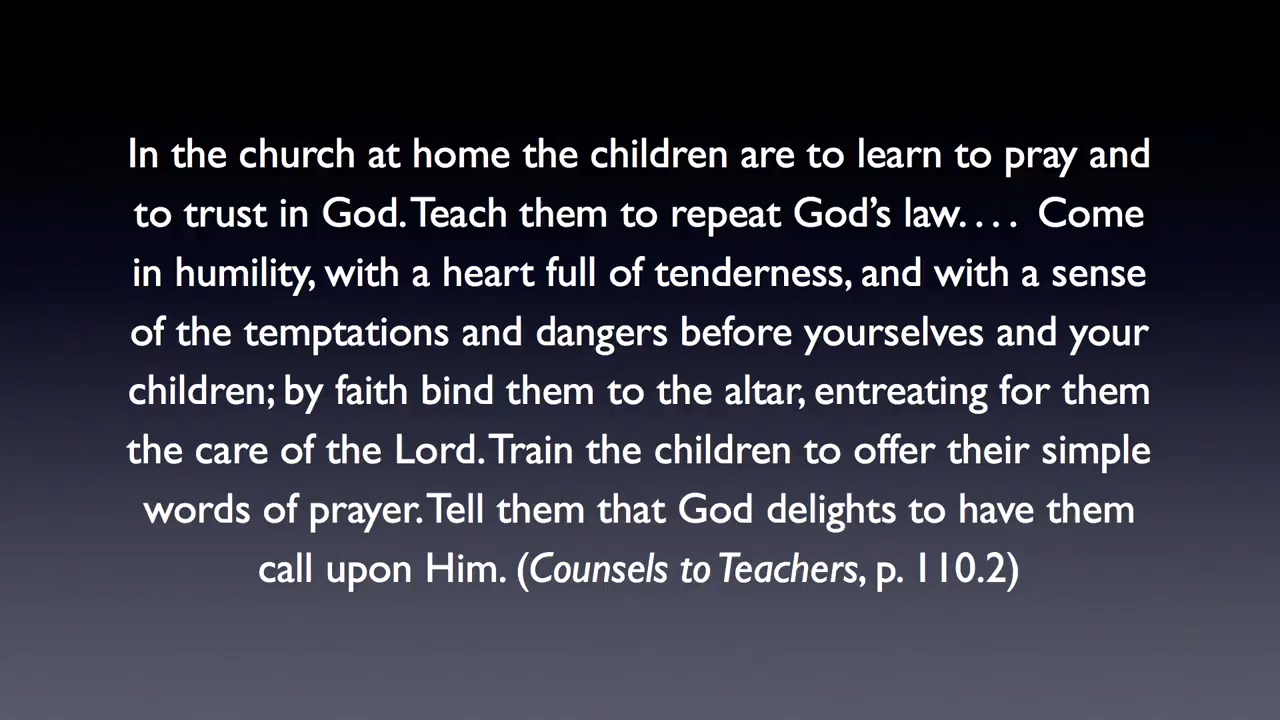 In the church at home the children are to learn to pray and
to trust in God. Teach them to repeat God’s law. . . .  Come
in humility, with a heart full of tenderness, and with a sense
of the temptations and dangers before yourselves and your
children; by faith bind them to the altar, entreating for them
the care of the Lord. Train the children to offer their simple
words of prayer. Tell them that God delights to have them
call upon Him. (Counsels to Teachers, p. 110.2)